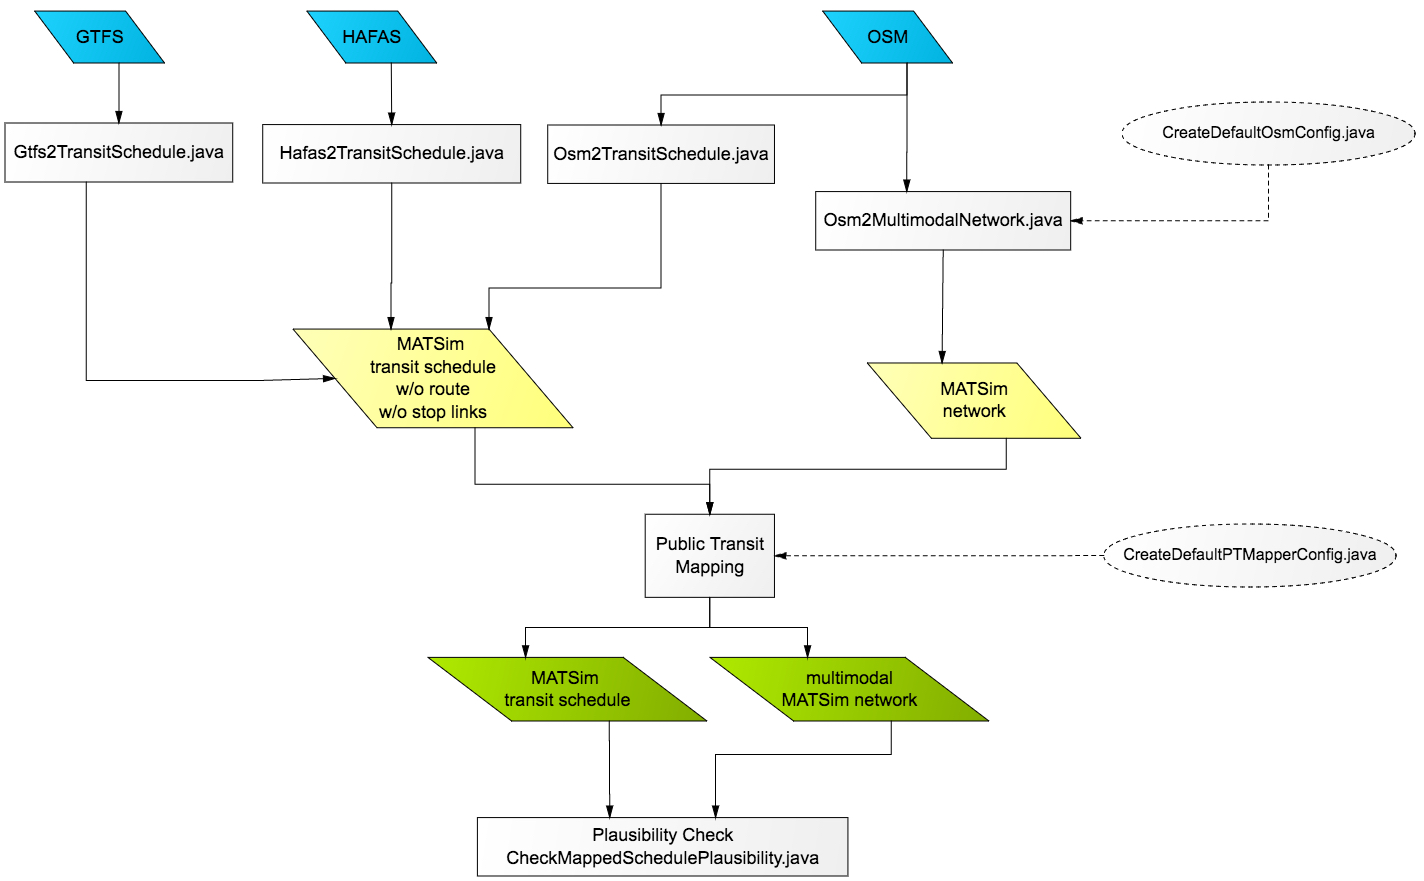 GTFS
HAFAS
OSM
CreateDefaultOsmConfig.java
Gtfs2TransitSchedule.java
Hafas2TransitSchedule.java
Osm2TransitSchedule.java
Osm2MultimodalNetwork.java
MATSim
transit schedule
w/o route
w/o stop links
MATSim
network
Public Transit
Mapping
CreateDefaultPTMapperConfig.java
MATSim
transit schedule
multimodal
MATSim network
Plausibility Check
CheckMappedSchedulePlausibility.java